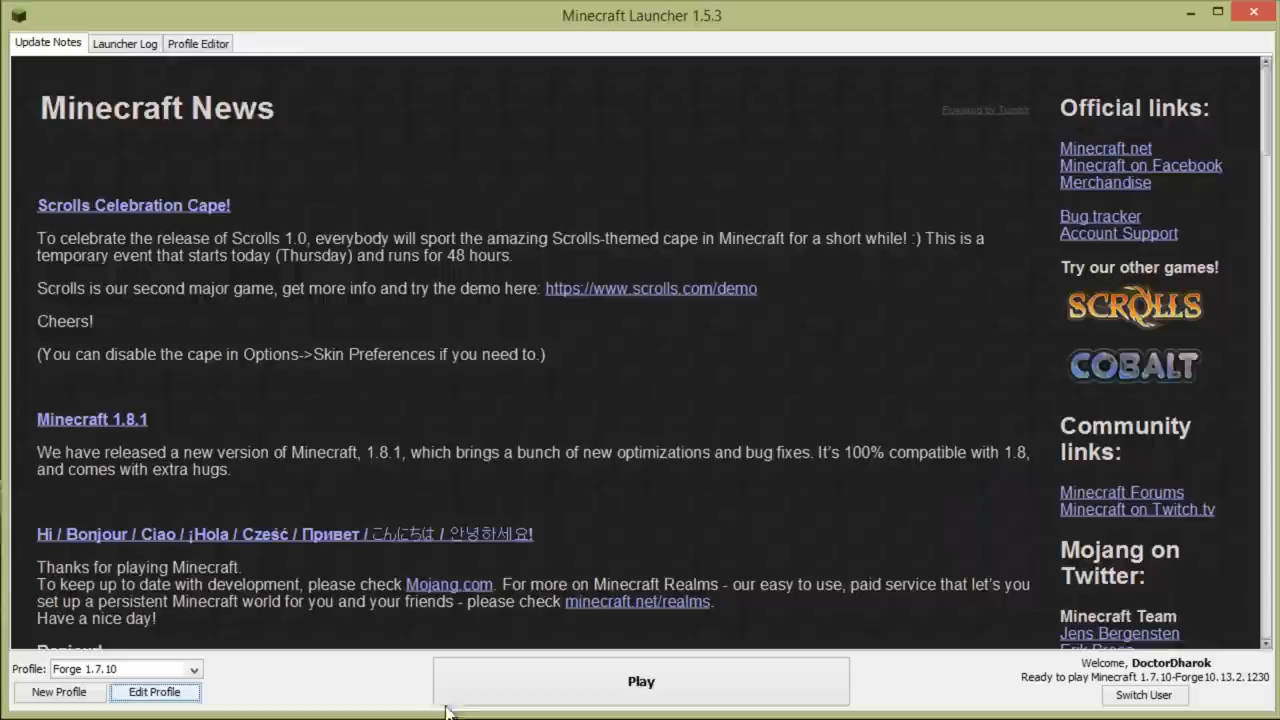 Minecraft Launcher 1.5.3
Update Notes
Launcher Log
Profile Editor
Minecraft News
Powered by Tumblr
Scrolls Celebration Cape!
To celebrate the release of Scrolls 1.0, everybody will sport the amazing Scrolls-themed cape in Minecraft for a short while! :) This is a
temporary event that starts today (Thursday) and runs for 48 hours.
Scrolls is our second major game, get more info and try the demo here: https://www.scrolls.com/demo
Cheers!
(You can disable the cape in Options->Skin Preferences if you need to.)
Minecraft 1.8.1
We have released a new version of Minecraft, 1.8.1, which brings a bunch of new optimizations and bug fixes. It's 100% compatible with 1.8,
and comes with extra hugs.
Hi / Bonjour / Ciao / ¡Hola / Cześć / Привет / こんにちは / 안녕하세요!
Thanks for playing Minecraft.
To keep up to date with development, please check Mojang.com. For more on Minecraft Realms - our easy to use, paid service that let's you
set up a persistent Minecraft world for you and your friends - please check minecraft.net/realms.
Have a nice day!
Bonjour!
Official links:
Minecraft.net
Minecraft on Facebook
Merchandise
Bug tracker
Account Support
Try our other games!
SCROLLS
COBALT
Community
links:
Minecraft Forums
Minecraft on Twitch.tv
Mojang on
Twitter:
Minecraft Team
Jens Bergensten
Profile: Forge 1.7.10
New Profile
Edit Profile
Play
Welcome, DoctorDharok
Ready to play Minecraft 1.7.10-Forge10.13.2.1230
Switch User